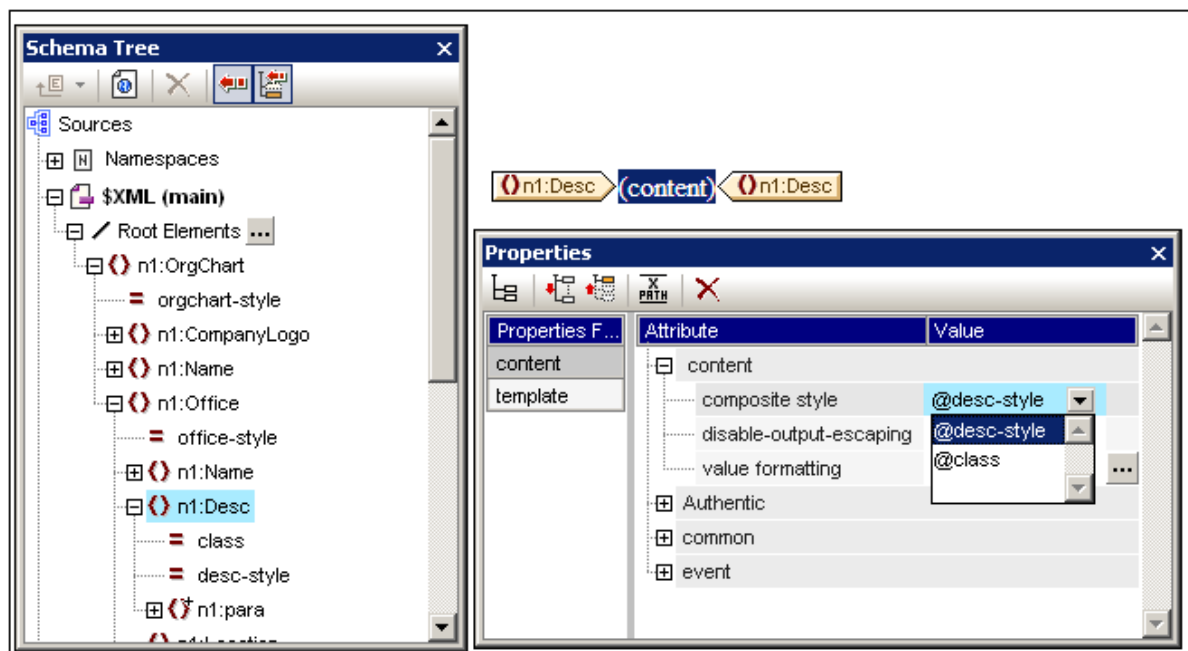 Schema Tree
Sources
Namespaces
$XML (main)
Root Elements ...
n1:OrgChart
orgchart-style
n1:CompanyLogo
n1:Name
n1:Office
office-style
n1:Name
n1:Desc
class
desc-style
n1:para
n1:Desc (content) n1:Desc
Properties
XPATH
Properties F... Attribute Value
content
template
content
composite style @desc-style
disable-output-escaping @desc-style
@class
value formatting ...
Authentic
common
event